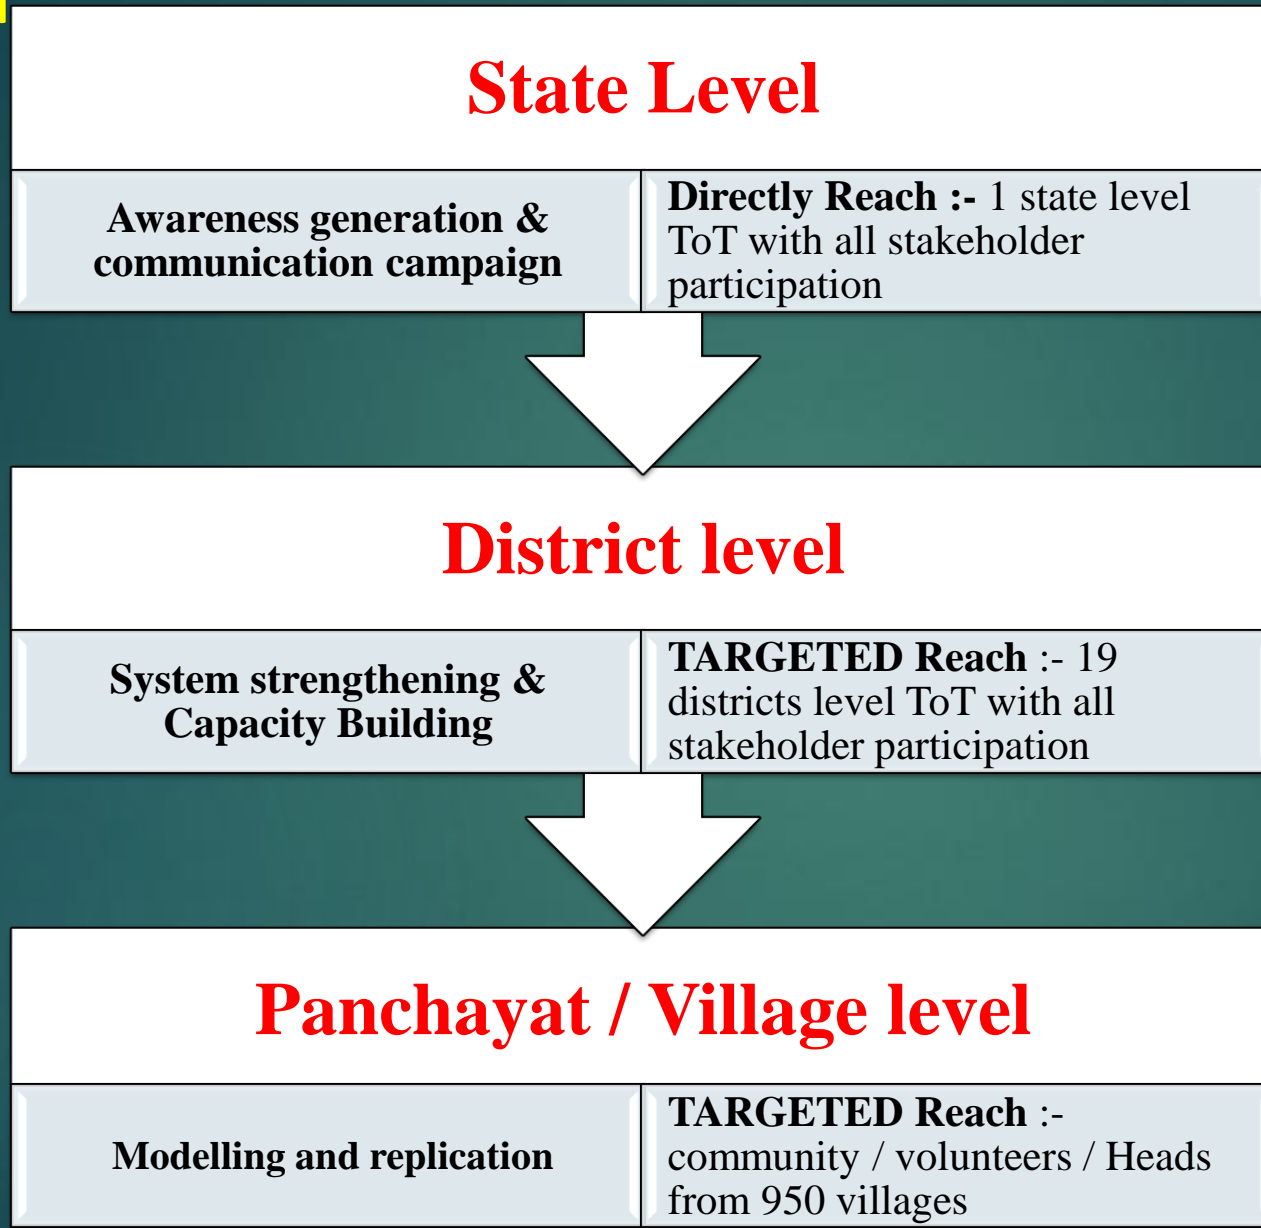 State Level
Awareness generation &
communication campaign
Directly Reach :- 1 state level
ToT with all stakeholder
participation
District level
System strengthening &
Capacity Building
TARGETED Reach :- 19
districts level ToT with all
stakeholder participation
Panchayat / Village level
Modelling and replication
TARGETED Reach :-
community / volunteers / Heads
from 950 villages